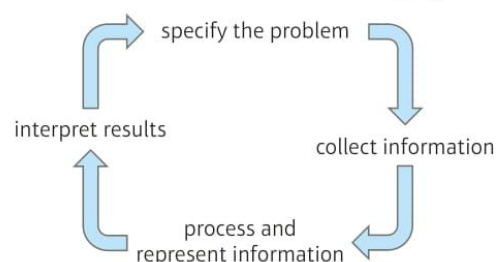 specify the problem
collect information
process and
represent information
interpret results